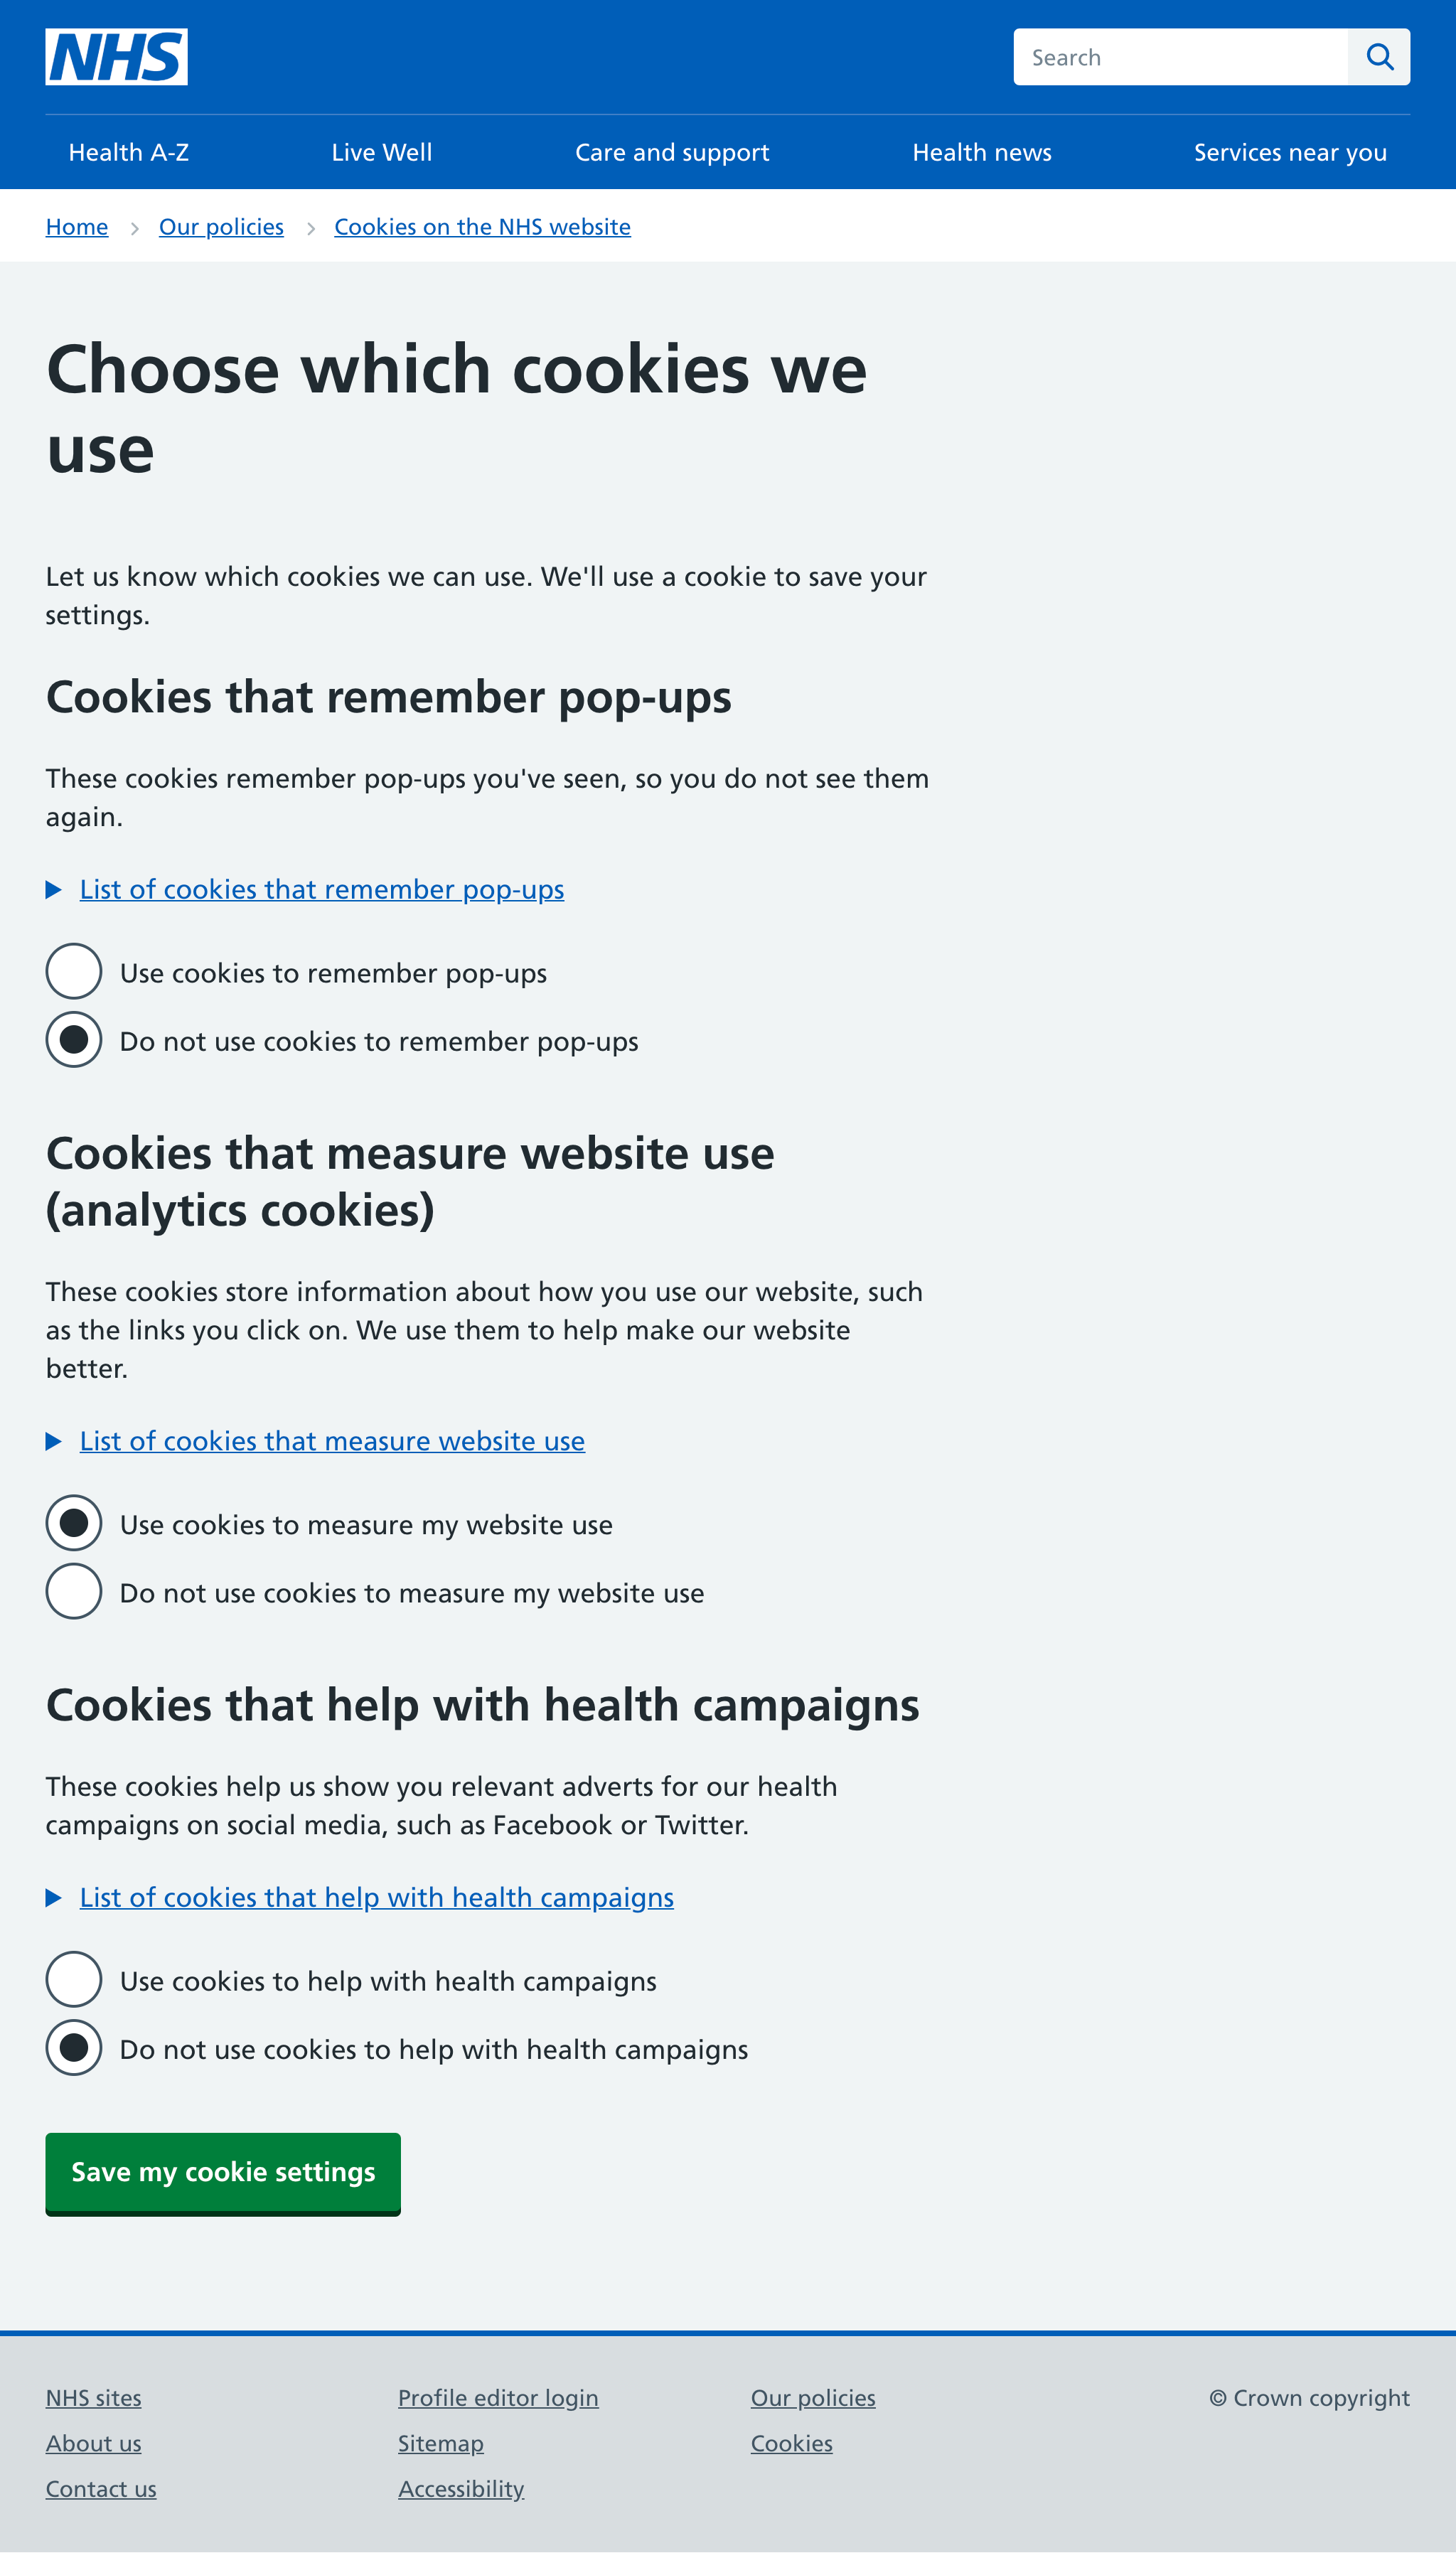 NHS
Search
Health A-Z
Live Well
Care and support
Health news
Services near you
Home
Our policies
Cookies on the NHS website
Choose which cookies we
use
Let us know which cookies we can use. We'll use a cookie to save your
settings.
Cookies that remember pop-ups
These cookies remember pop-ups you've seen, so you do not see them
again.
List of cookies that remember pop-ups
Use cookies to remember pop-ups
Do not use cookies to remember pop-ups
Cookies that measure website use
(analytics cookies)
These cookies store information about how you use our website, such
as the links you click on. We use them to help make our website
better.
List of cookies that measure website use
Use cookies to measure my website use
Do not use cookies to measure my website use
Cookies that help with health campaigns
These cookies help us show you relevant adverts for our health
campaigns on social media, such as Facebook or Twitter.
List of cookies that help with health campaigns
Use cookies to help with health campaigns
Do not use cookies to help with health campaigns
Save my cookie settings
NHS sites
About us
Contact us
Profile editor login
Sitemap
Accessibility
Our policies
Cookies
© Crown copyright